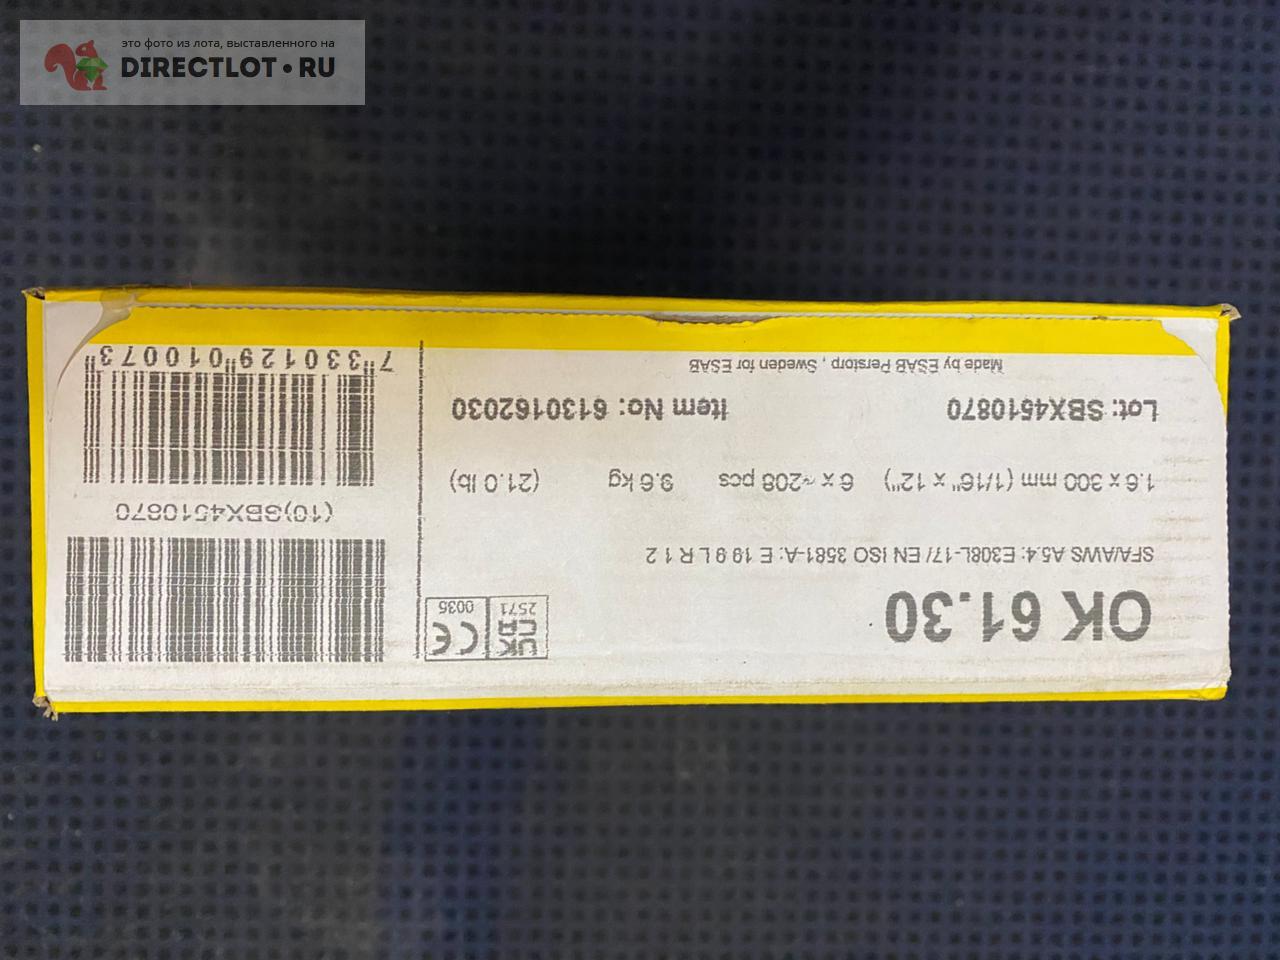 это фото из лота, выставленного на
DIRECTLOT.RU
OK 61.30
SFA/AWS A5.4: E308L-17/ EN ISO 3581-A: E 19 9 L R 1 2
1.6 x 300 mm (1/16" x 12") 6 x ~208 pcs 9.6 kg (21.0 lb)
Lot: SBX4510870 Item No: 6130162030
Made by ESAB Perstorp, Sweden for ESAB
UK CA 2571
CE 0035
(10)SBX4510870
7 330129 010073